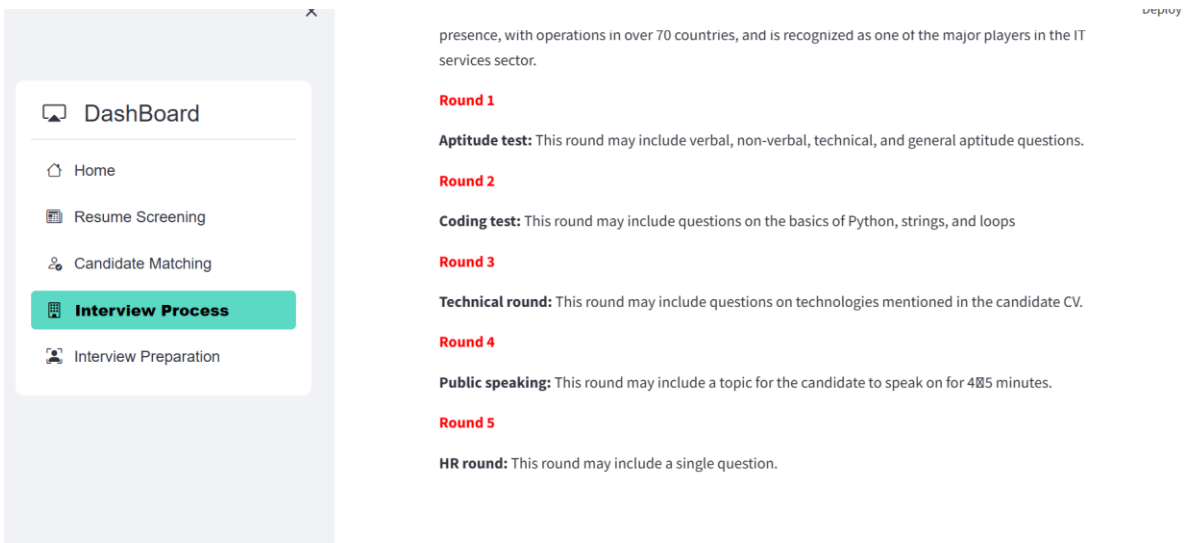 Deploy
DashBoard
Home
Resume Screening
Candidate Matching
Interview Process
Interview Preparation
presence, with operations in over 70 countries, and is recognized as one of the major players in the IT
services sector.
Round 1
Aptitude test: This round may include verbal, non-verbal, technical, and general aptitude questions.
Round 2
Coding test: This round may include questions on the basics of Python, strings, and loops
Round 3
Technical round: This round may include questions on technologies mentioned in the candidate CV.
Round 4
Public speaking: This round may include a topic for the candidate to speak on for 4�5 minutes.
Round 5
HR round: This round may include a single question.